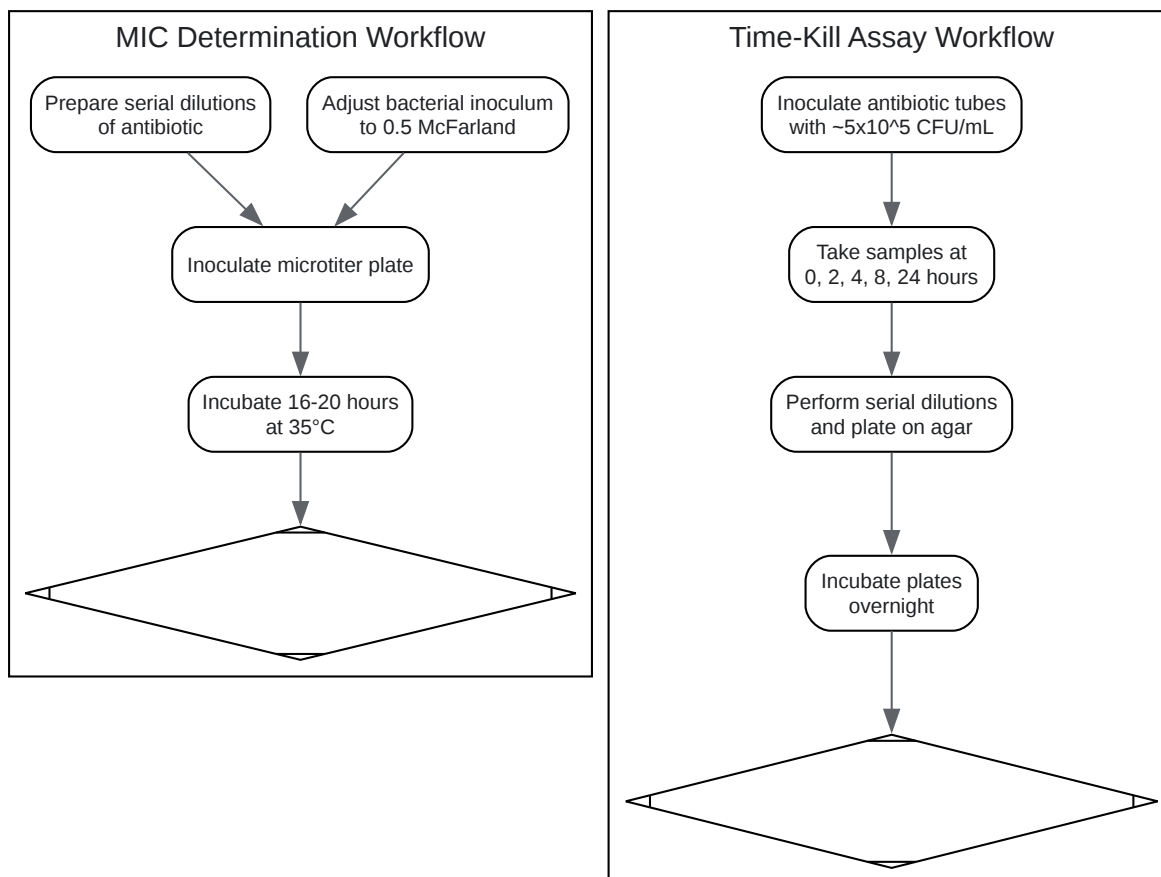 MIC Determination Workflow
Prepare serial dilutions
of antibiotic
Adjust bacterial inoculum
to 0.5 McFarland
Inoculate microtiter plate
Incubate 16-20 hours
at 35°C
Time-Kill Assay Workflow
Inoculate antibiotic tubes
with ~5x10^5 CFU/mL
Take samples at
0, 2, 4, 8, 24 hours
Perform serial dilutions
and plate on agar
Incubate plates
overnight